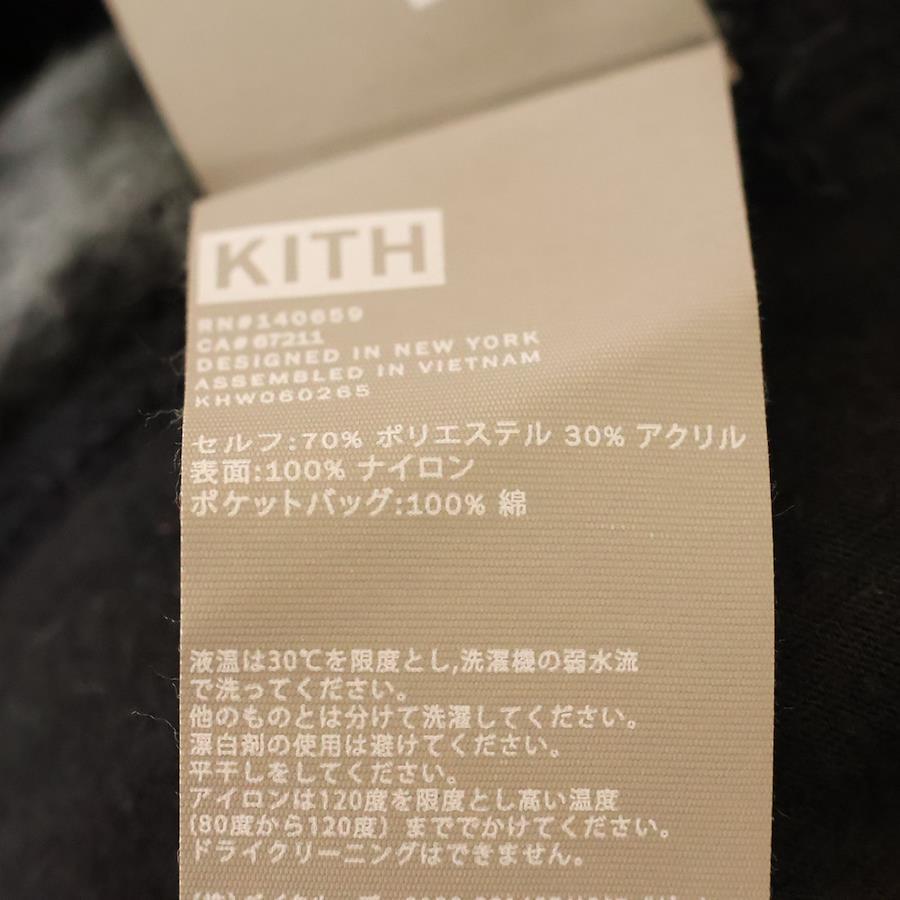 KITH
RN#140659
CA#67211
DESIGNED IN NEW YORK
ASSEMBLED IN VIETNAM
KHW060265
セルフ:70% ポリエステル 30% アクリル
表面:100% ナイロン
ポケットバッグ:100% 綿
液温は30℃を限度とし,洗濯機の弱水流
で洗ってください。
他のものとは分けて洗濯してください。
漂白剤の使用は避けてください。
平干しをしてください。
アイロンは120度を限度とし高い温度
(80度から120度) まででかけてください。
ドライクリーニングはできません。